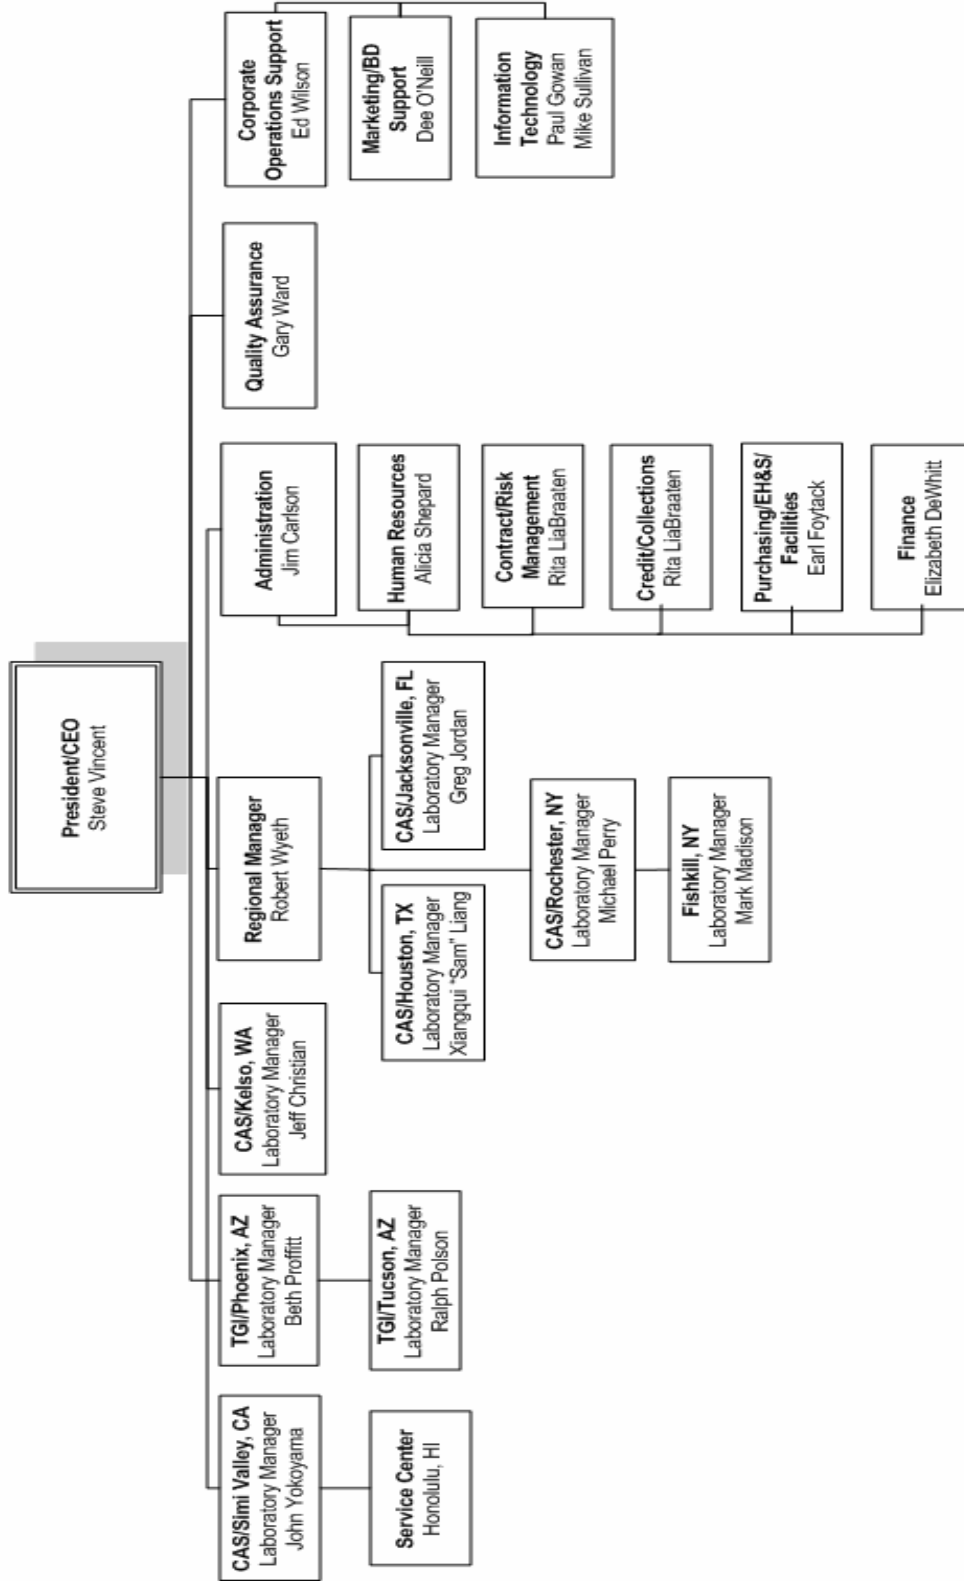 President/CEO
Steve Vincent
CAS/Simi Valley, CA
Laboratory Manager
John Yokoyama
TGI/Phoenix, AZ
Laboratory Manager
Beth Proffitt
CAS/Kelso, WA
Laboratory Manager
Jeff Christian
Regional Manager
Robert Wyeth
Administration
Jim Carlson
Quality Assurance
Gary Ward
Corporate
Operations Support
Ed Wilson
Service Center
Honolulu, HI
TGI/Tucson, AZ
Laboratory Manager
Ralph Polson
CAS/Houston, TX
Laboratory Manager
Xiangqui "Sam" Liang
CAS/Jacksonville, FL
Laboratory Manager
Greg Jordan
CAS/Rochester, NY
Laboratory Manager
Michael Perry
Fishkill, NY
Laboratory Manager
Mark Madison
Human Resources
Alicia Shepard
Contract/Risk
Management
Rita LiaBraaten
Credit/Collections
Rita LiaBraaten
Purchasing/EH&S/
Facilities
Earl Foytack
Finance
Elizabeth DeWhitt
Marketing/BD
Support
Dee O'Neill
Information
Technology
Paul Gowan
Mike Sullivan